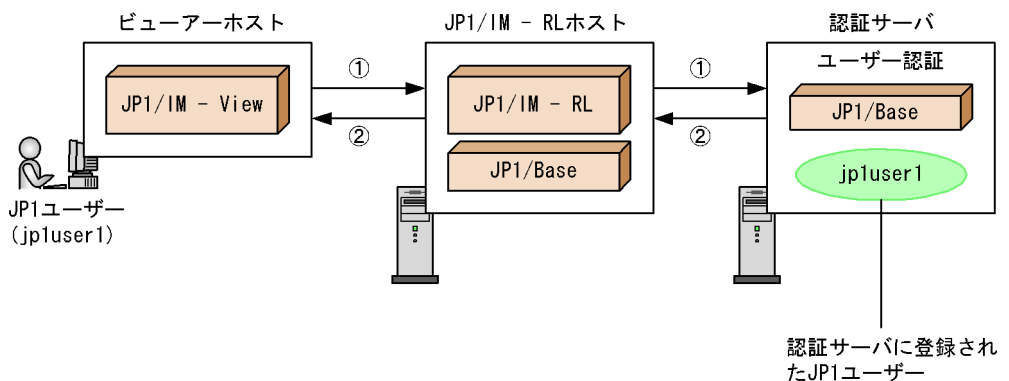 ビューアーホスト
JP1/IM - RLホスト
認証サーバ
ユーザー認証
①
①
JP1/IM - View
JP1/IM - RL
JP1/Base
②
②
JP1/Base
jp1user1
JP1ユーザー
(jp1user1)
認証サーバに登録され
たJP1ユーザー